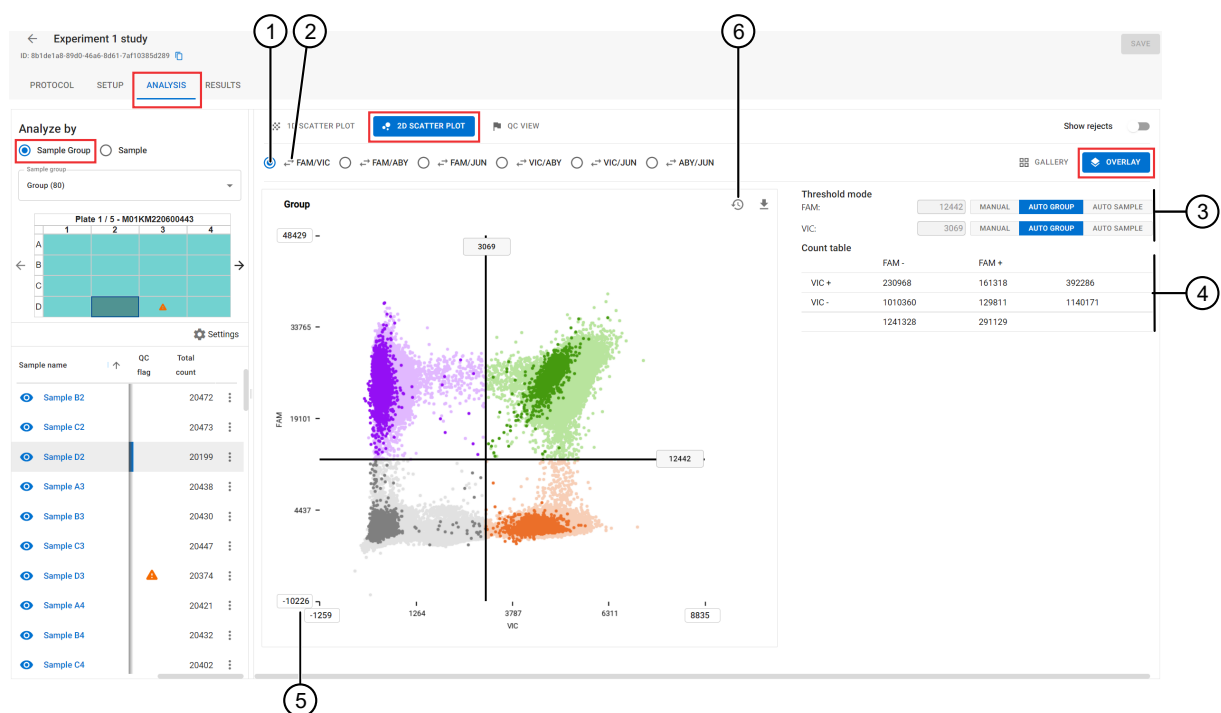 1
2
6
Experiment 1 study
ID: 8b1de1a8-89d0-46a6-8d61-7af10385d289
SAVE
PROTOCOL SETUP ANALYSIS RESULTS
Analyze by
Sample Group Sample
Sample group
Group (80)
Plate 1 / 5 - M01KM220600443
1 2 3 4
A
B
C
D
Settings
Sample name QC flag Total count
Sample B2 20472
Sample C2 20473
Sample D2 20199
Sample A3 20438
Sample B3 20430
Sample C3 20447
Sample D3 20374
Sample A4 20421
Sample B4 20432
Sample C4 20402
1D SCATTER PLOT 2D SCATTER PLOT QC VIEW
Show rejects
FAM/VIC FAM/ABY FAM/JUN VIC/ABY VIC/JUN ABY/JUN
GALLERY OVERLAY
Group
48429
33765
19101
4437
-10226
FAM
3069
12442
-1259 1264 3787 6311 8835
VIC
Threshold mode
FAM: 12442 MANUAL AUTO GROUP AUTO SAMPLE
VIC: 3069 MANUAL AUTO GROUP AUTO SAMPLE
3
Count table
FAM - FAM +
VIC + 230968 161318 392286
VIC - 1010360 129811 1140171
1241328 291129
4
5